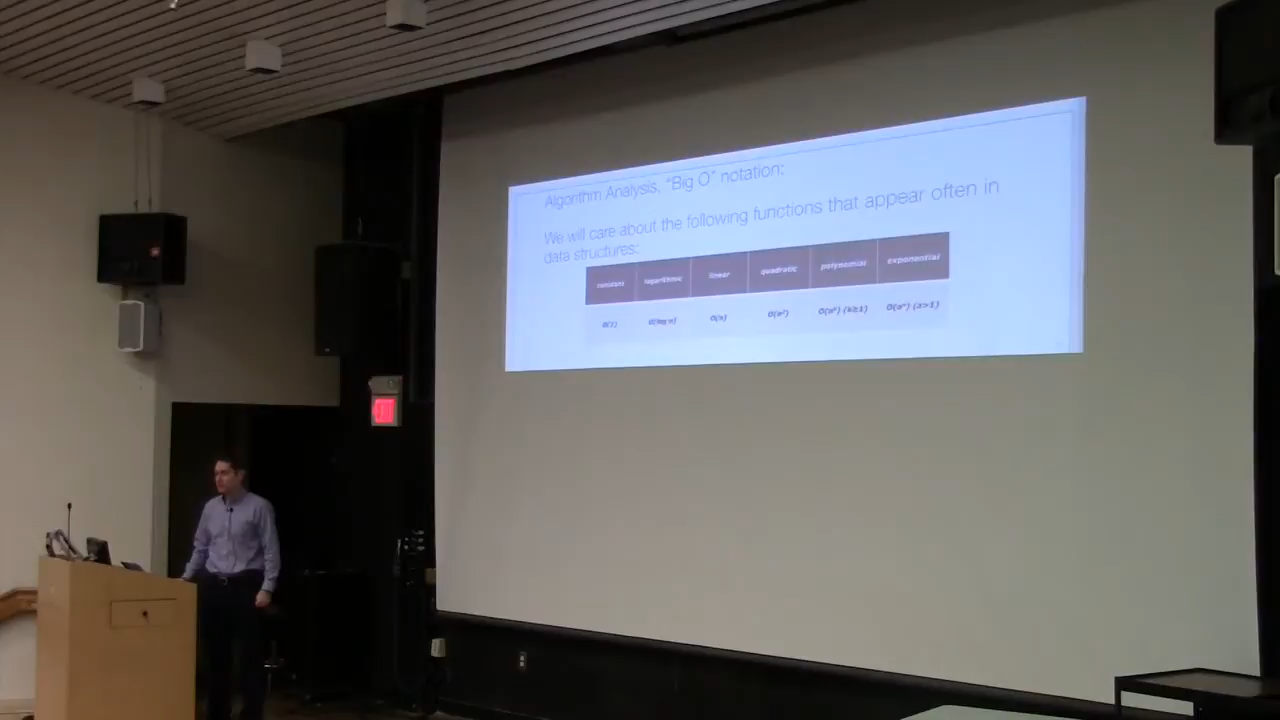 Algorithm Analysis, “Big O” notation:
We will care about the following functions that appear often in
data structures:
constant logarithmic linear quadratic polynomial exponential
O(1) O(log n) O(n) O(n²) O(nᵏ) (k≥1) O(aⁿ) (a>1)